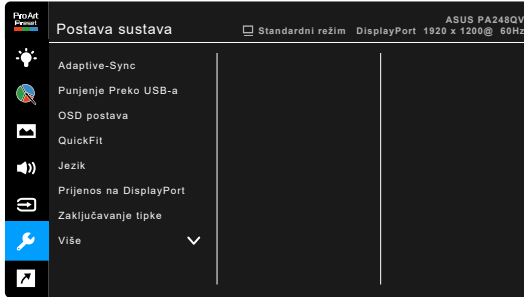 ProArt
Preset
Postava sustava
ASUS PA248QV
Standardni režim DisplayPort 1920 x 1200@ 60Hz
Adaptive-Sync
Punjenje Preko USB-a
OSD postava
QuickFit
Jezik
Prijenos na DisplayPort
Zaključavanje tipke
Više